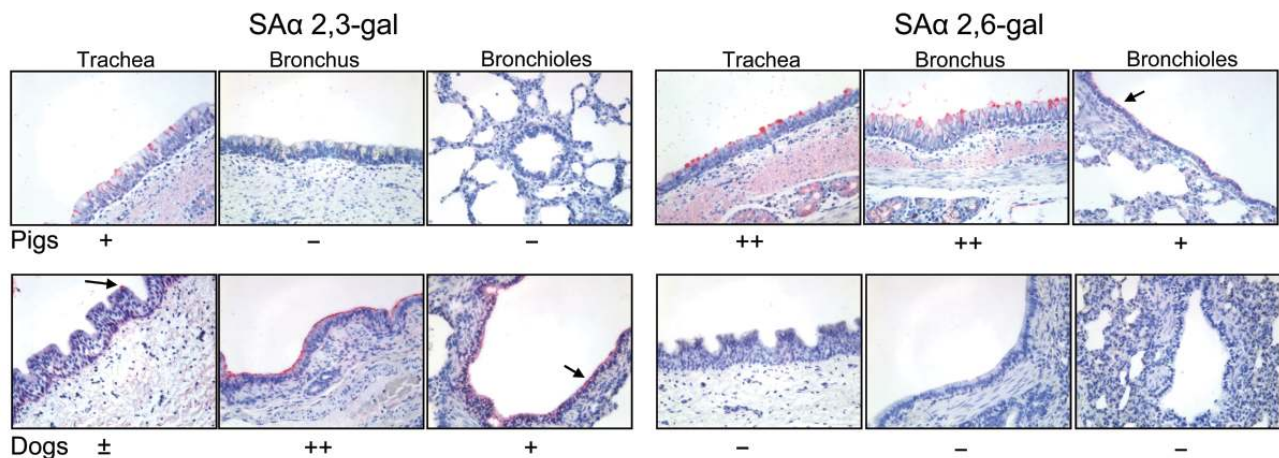 SAα 2,3-gal SAα 2,6-gal
Trachea Bronchus Bronchioles Trachea Bronchus Bronchioles
Pigs + – – ++ ++ +
Dogs ± ++ + – – –